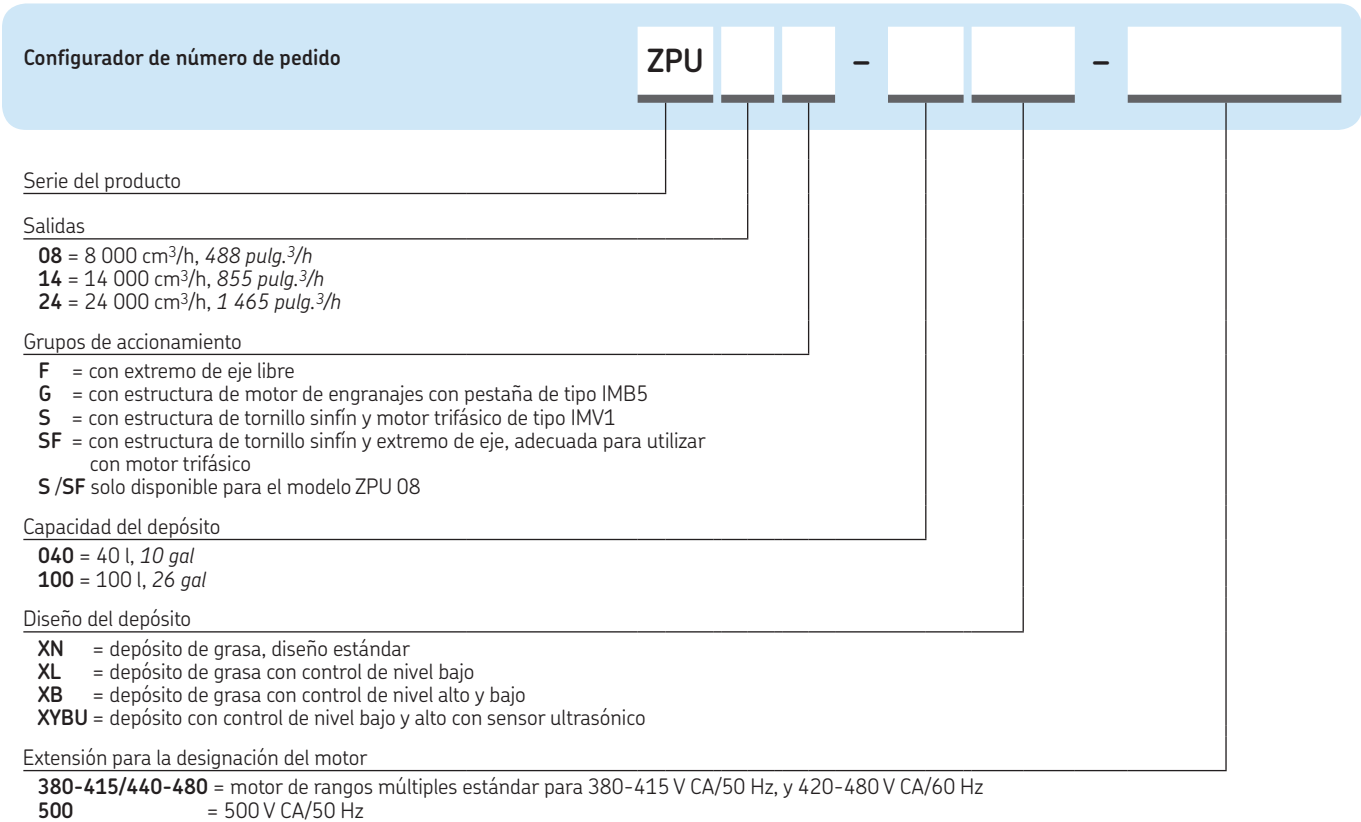 Configurador de número de pedido
ZPU – –
Serie del producto
Salidas
08 = 8 000 cm³/h, 488 pulg.³/h
14 = 14 000 cm³/h, 855 pulg.³/h
24 = 24 000 cm³/h, 1 465 pulg.³/h
Grupos de accionamiento
F = con extremo de eje libre
G = con estructura de motor de engranajes con pestaña de tipo IMB5
S = con estructura de tornillo sinfín y motor trifásico de tipo IMV1
SF = con estructura de tornillo sinfín y extremo de eje, adecuada para utilizar
con motor trifásico
S /SF solo disponible para el modelo ZPU 08
Capacidad del depósito
040 = 40 l, 10 gal
100 = 100 l, 26 gal
Diseño del depósito
XN = depósito de grasa, diseño estándar
XL = depósito de grasa con control de nivel bajo
XB = depósito de grasa con control de nivel alto y bajo
XYBU = depósito con control de nivel bajo y alto con sensor ultrasónico
Extensión para la designación del motor
380-415/440-480 = motor de rangos múltiples estándar para 380-415 V CA/50 Hz, y 420-480 V CA/60 Hz
500 = 500 V CA/50 Hz